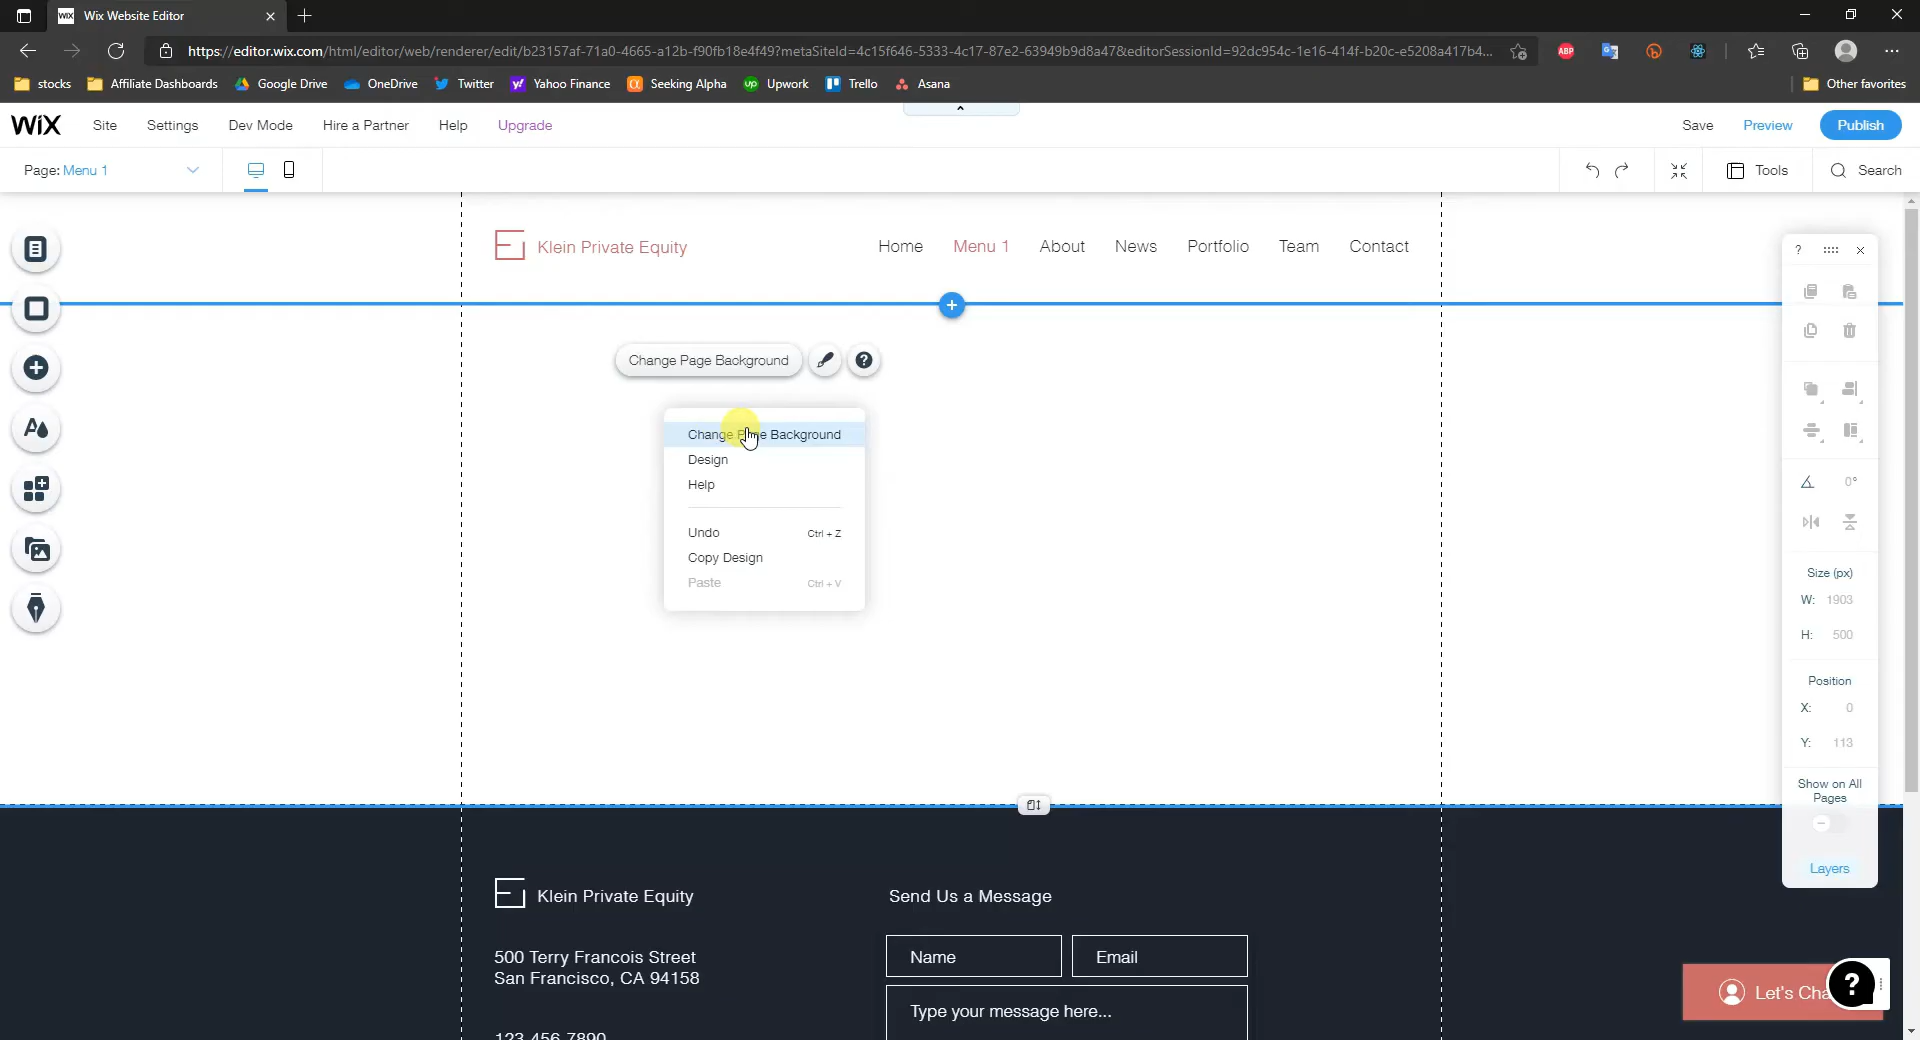 Wix Website Editor
https://editor.wix.com/html/editor/web/renderer/edit/b23157af-71a0-4665-a12b-f90fb18e4f49?metaSiteId=4c15f646-5333-4c17-87e2-63949b9d8a47&editorSessionId=92dc954c-1e16-414f-b20c-e5208a417b4...
ABP
stocks
Affiliate Dashboards
Google Drive
OneDrive
Twitter
Yahoo Finance
Seeking Alpha
Upwork
Trello
Asana
Other favorites
WIX
Site
Settings
Dev Mode
Hire a Partner
Help
Upgrade
Save
Preview
Publish
Page: Menu 1
Tools
Search
Klein Private Equity
Home
Menu 1
About
News
Portfolio
Team
Contact
Change Page Background
Change Background
Design
Help
Undo Ctrl + Z
Copy Design
Paste Ctrl + V
0°
Size (px)
W: 1903
H: 500
Position
X: 0
Y: 113
Show on All
Pages
Layers
Klein Private Equity
Send Us a Message
500 Terry Francois Street
San Francisco, CA 94158
Name
Email
Type your message here...
123-456-7890
Let's